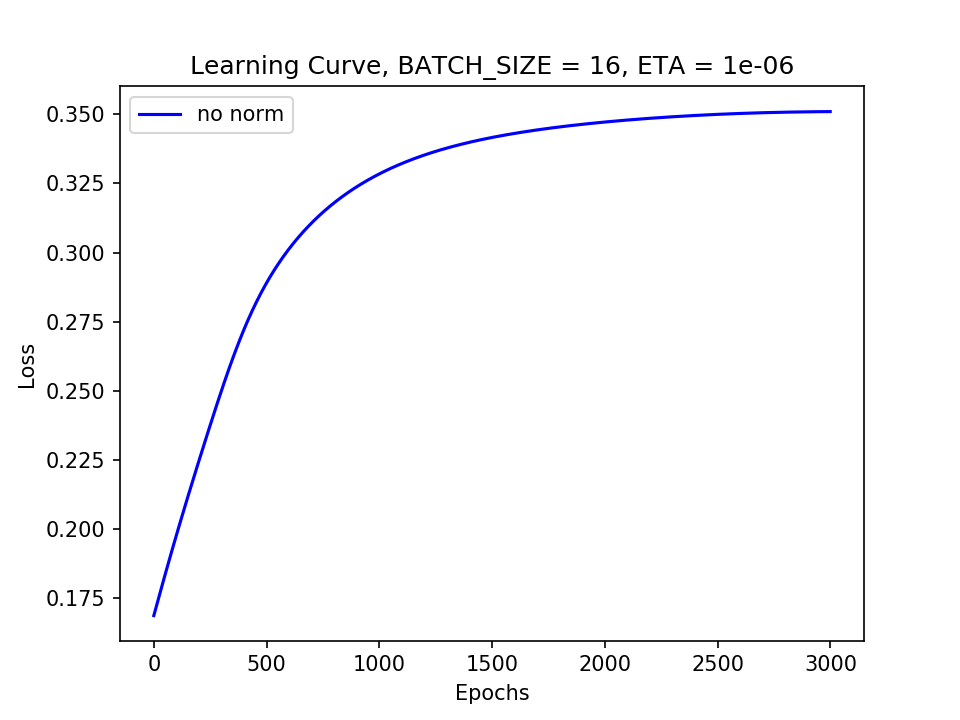 Learning Curve, BATCH_SIZE = 16, ETA = 1e-06
no norm
0.350
0.325
0.300
0.275
0.250
0.225
0.200
0.175
Loss
0 500 1000 1500 2000 2500 3000
Epochs